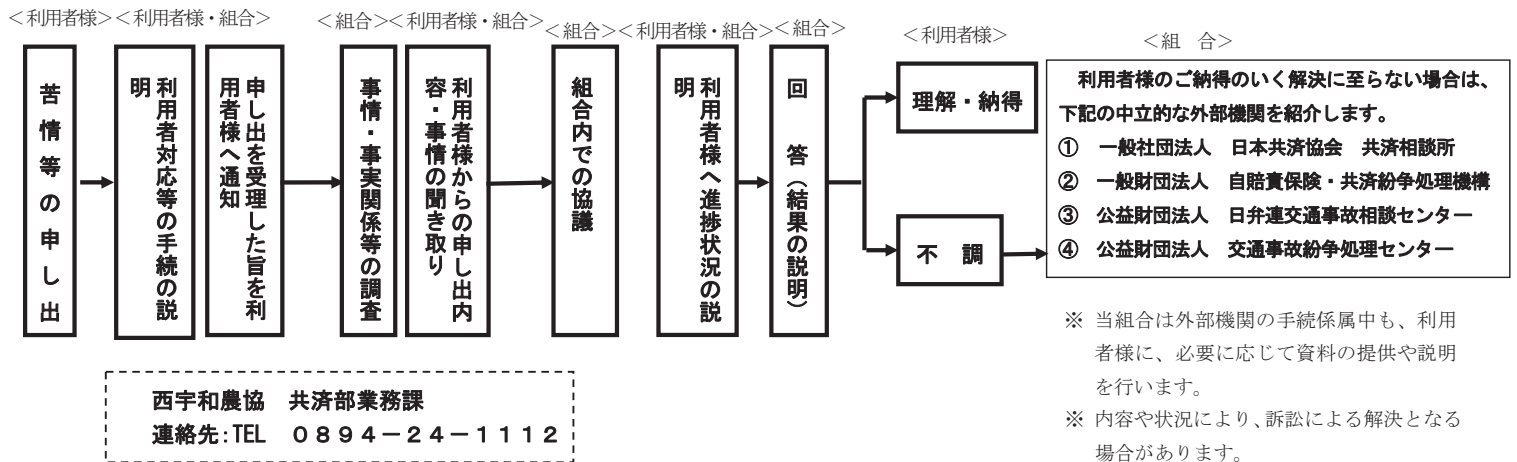 ＜利用者様＞
苦情等の申し出
＜利用者様・組合＞
利用者対応等の手続の説
明
申し出を受理した旨を利
用者様へ通知
＜組合＞
事情・事実関係等の調査
＜利用者様・組合＞
利用者様からの申し出内
容・事情の聞き取り
＜組合＞
組合内での協議
＜利用者様・組合＞
利用者様へ進捗状況の説
明
＜組合＞
回　答（結果の説明）
＜利用者様＞
理解・納得
不　調
＜組　合＞
利用者様のご納得のいく解決に至らない場合は、
下記の中立的な外部機関を紹介します。
①　一般社団法人　日本共済協会　共済相談所
②　一般財団法人　自賠責保険・共済紛争処理機構
③　公益財団法人　日弁連交通事故相談センター
④　公益財団法人　交通事故紛争処理センター
※ 当組合は外部機関の手続係属中も、利用
者様に、必要に応じて資料の提供や説明
を行います。
※ 内容や状況により、訴訟による解決となる
場合があります。
西宇和農協　共済部業務課
連絡先：TEL　０８９４－２４－１１１２